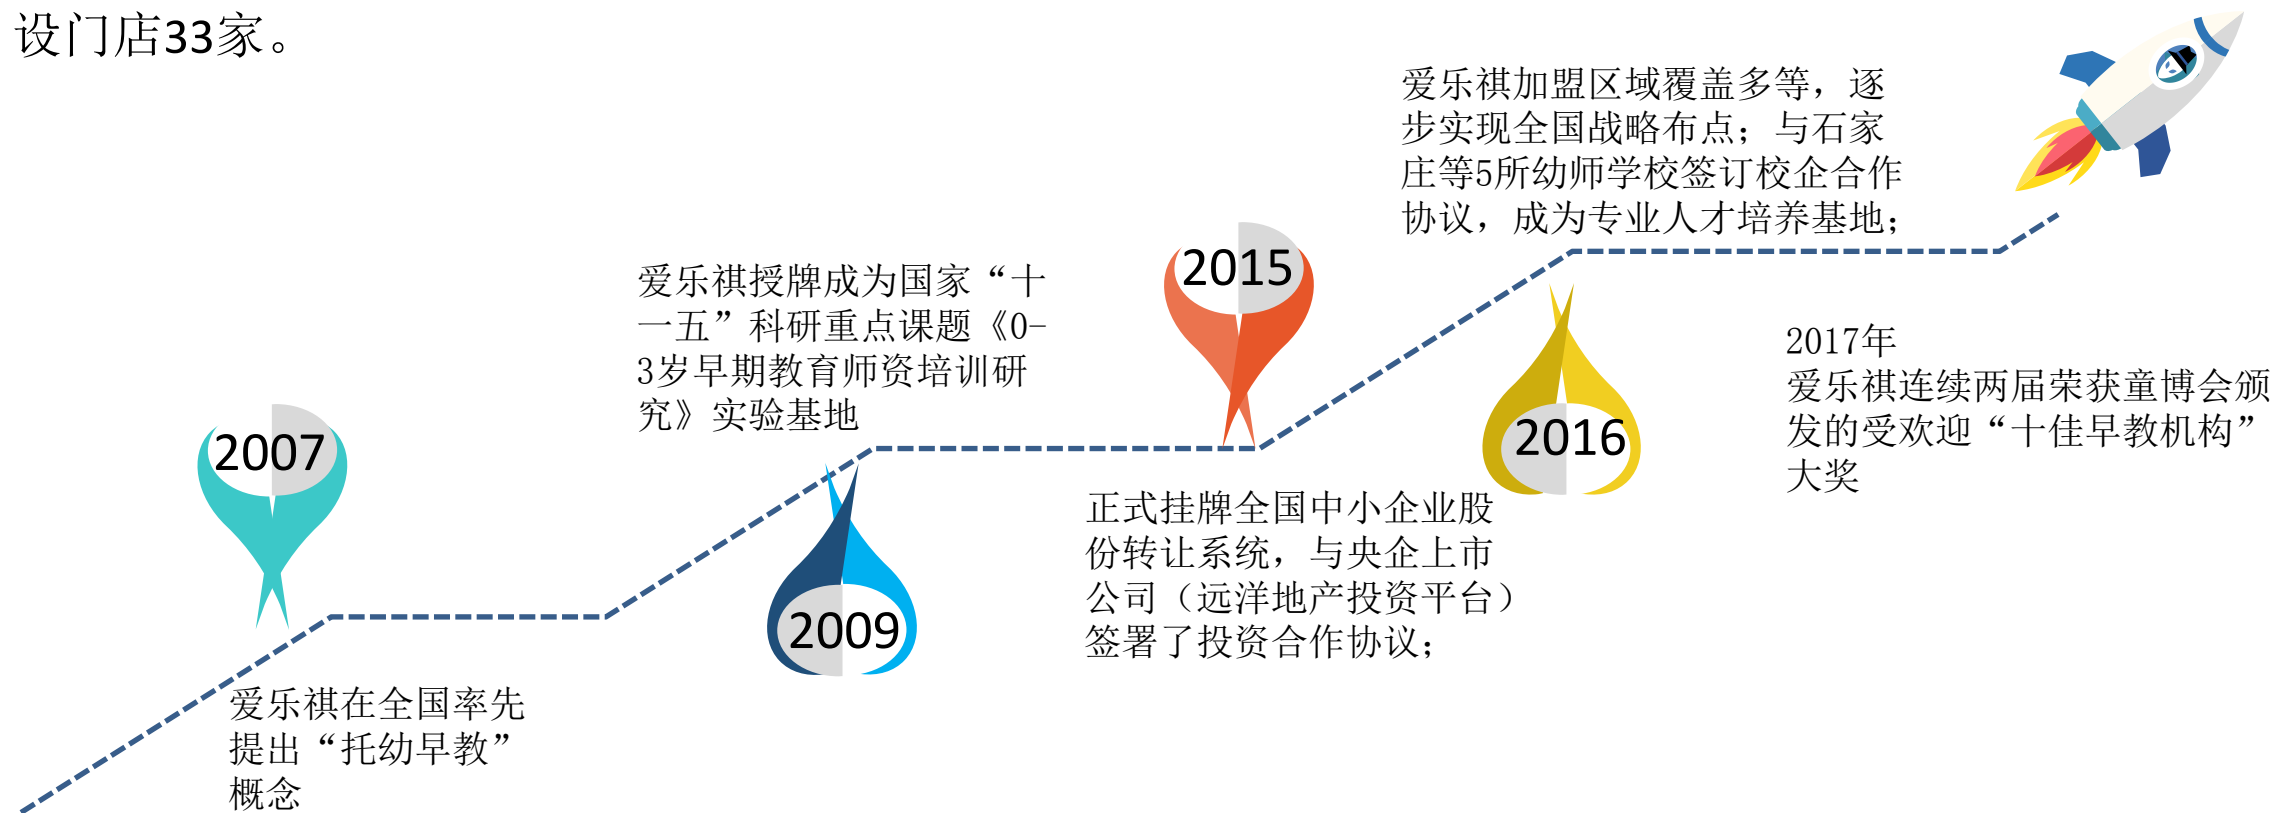 设门店33家。
2007
爱乐祺在全国率先
提出“托幼早教”
概念
爱乐祺授牌成为国家“十
一五”科研重点课题《0-
3岁早期教育师资培训研
究》实验基地
2009
2015
正式挂牌全国中小企业股
份转让系统，与央企上市
公司（远洋地产投资平台）
签署了投资合作协议；
爱乐祺加盟区域覆盖多等，逐
步实现全国战略布点；与石家
庄等5所幼师学校签订校企合作
协议，成为专业人才培养基地；
2016
2017年
爱乐祺连续两届荣获童博会颁
发的受欢迎“十佳早教机构”
大奖